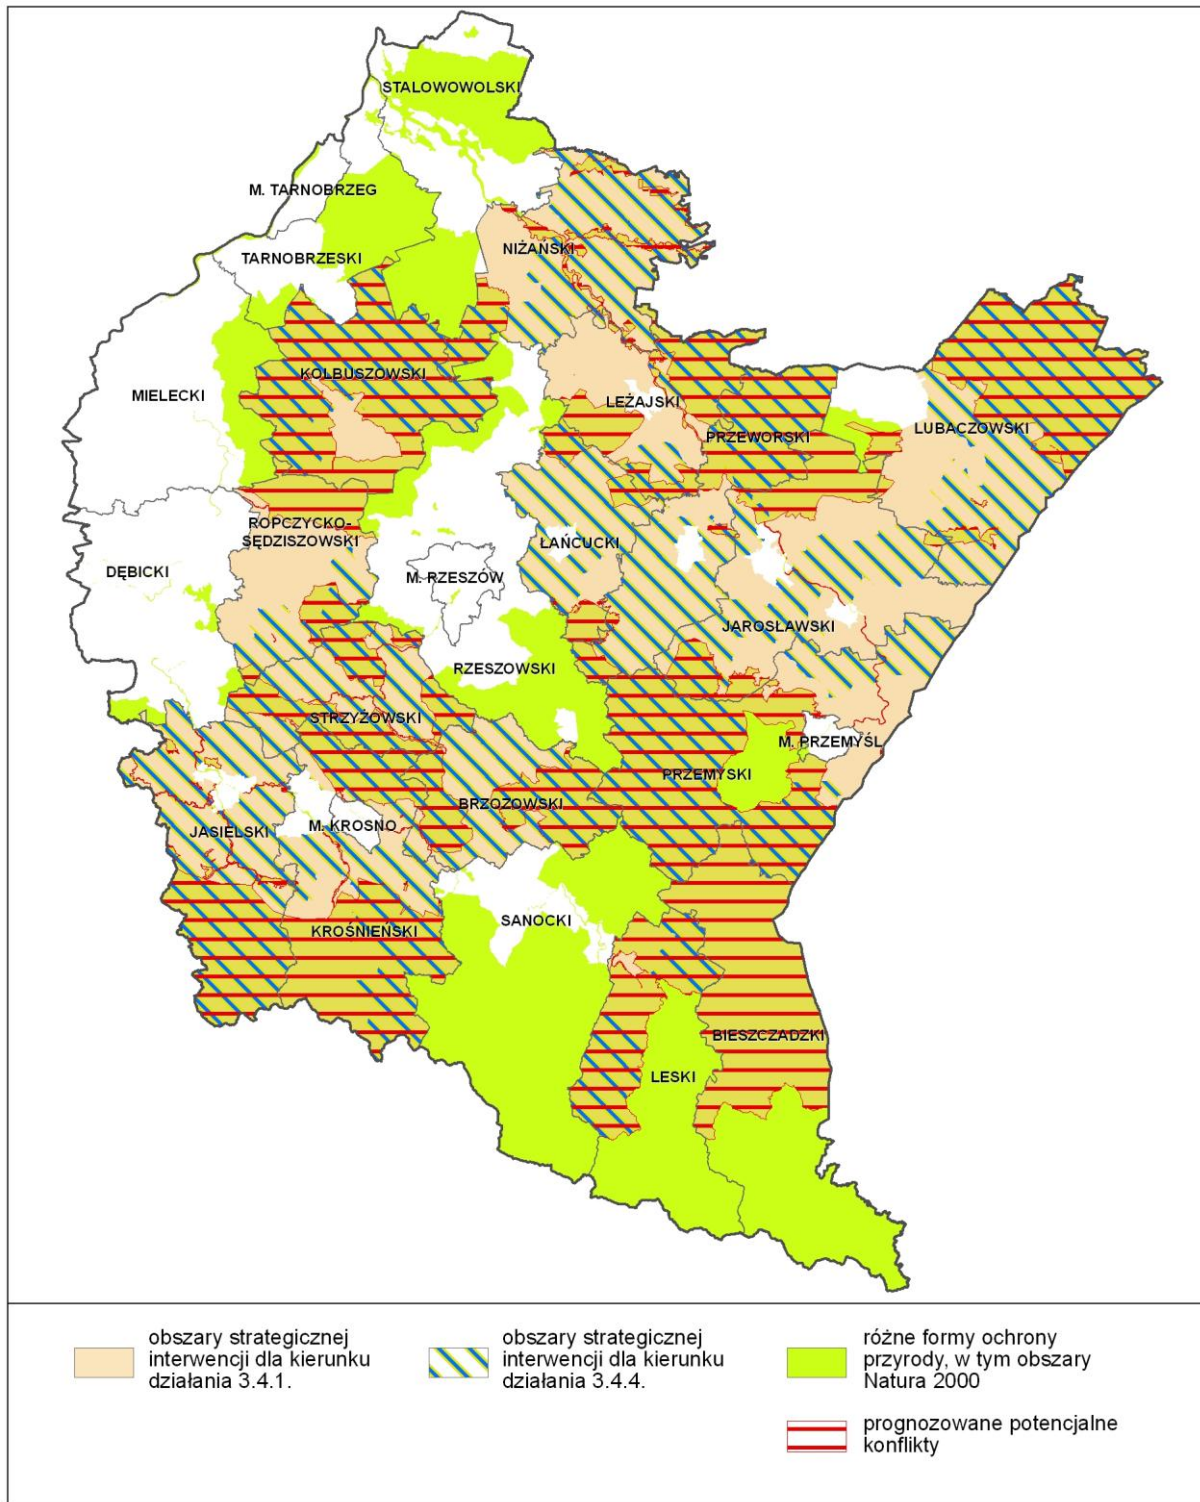 STALOWOWOLSKI
M. TARNOBRZEG
TARNOBRZESKI
NIŻAŃSKI
KOLBUSZOWSKI
MIELECKI
LEŻAJSKI
PRZEWORSKI
LUBACZOWSKI
ROPCZYCKO-
SĘDZISZOWSKI
ŁAŃCUCKI
DĘBICKI
M. RZESZÓW
JAROSŁAWSKI
RZESZOWSKI
STRZYŻOWSKI
M. PRZEMYŚL
PRZEMYSKI
BRZOZOWSKI
JASIELSKI
M. KROSNO
SANOCKI
KROŚNIEŃSKI
BIESZCZADZKI
LESKI
obszary strategicznej
interwencji dla kierunku
działania 3.4.1.
obszary strategicznej
interwencji dla kierunku
działania 3.4.4.
różne formy ochrony
przyrody, w tym obszary
Natura 2000
prognozowane potencjalne
konflikty